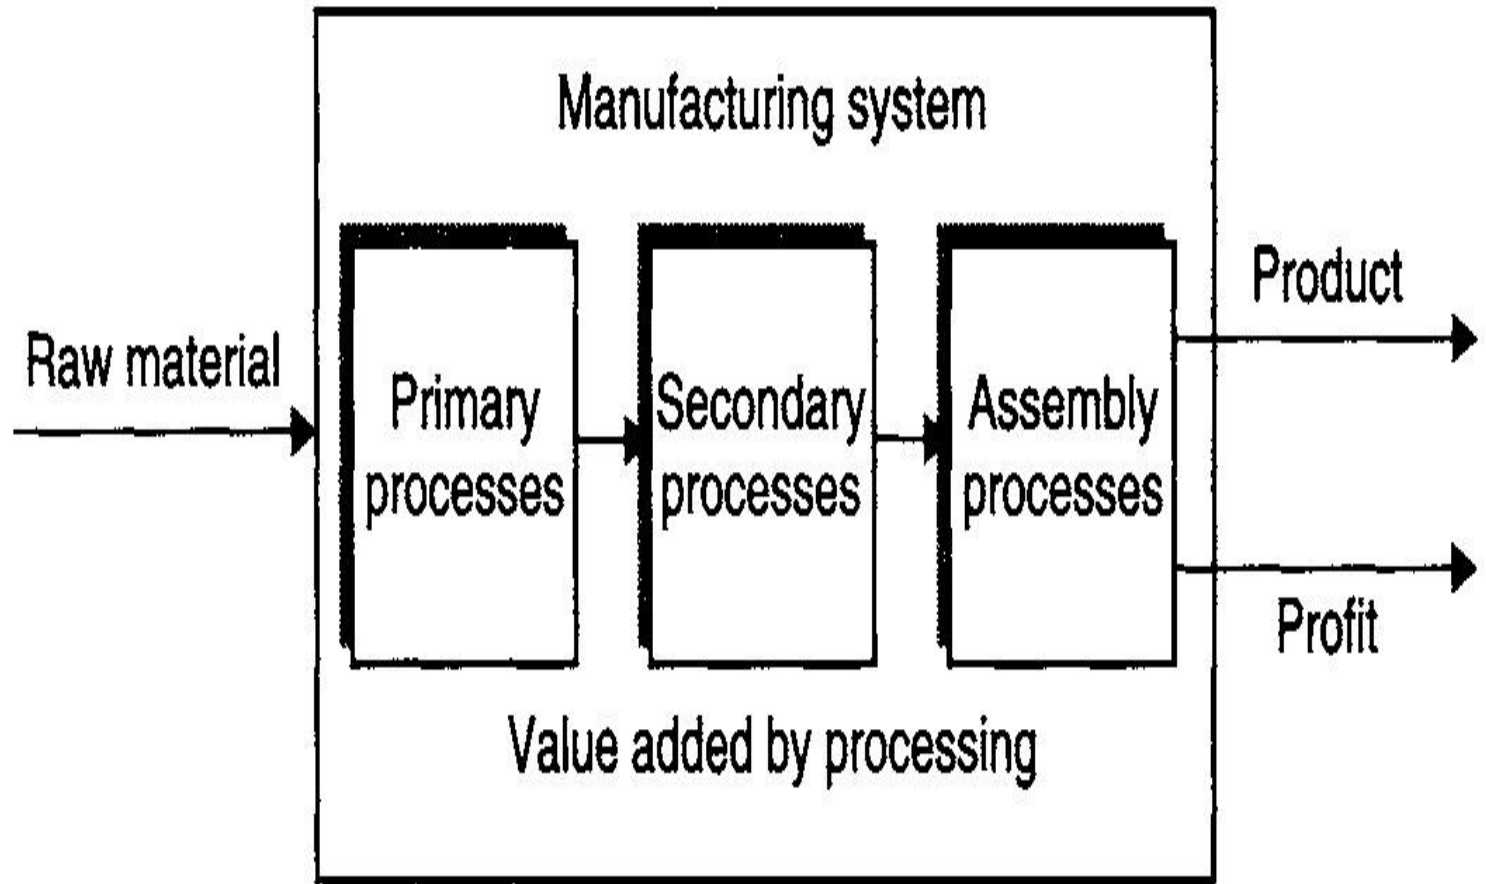 Manufacturing system
Raw material
Primary
processes
Secondary
processes
Assembly
processes
Product
Profit
Value added by processing